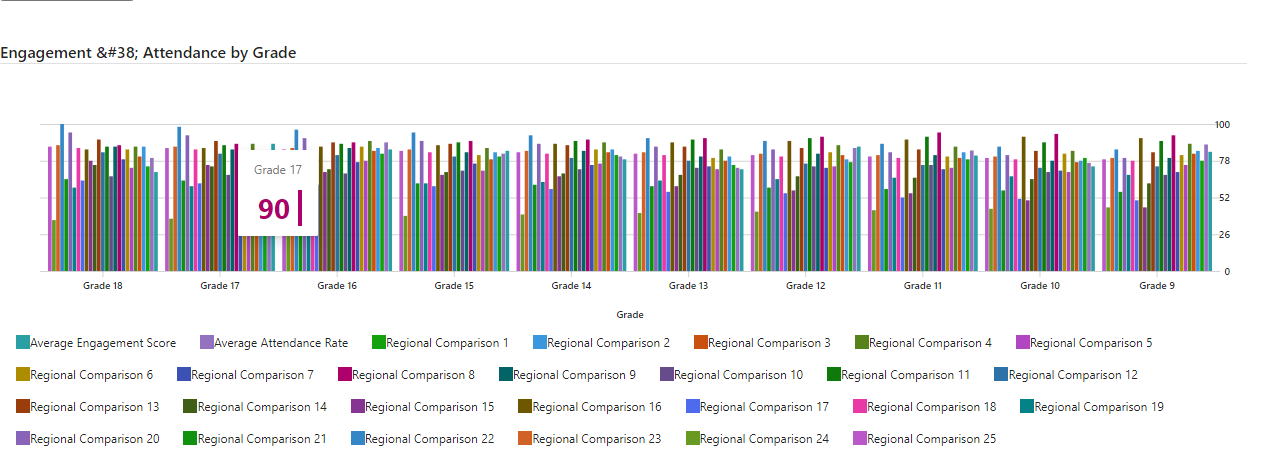 Engagement &#38; Attendance by Grade
100
78
52
26
0
Grade 17
90
Grade 18 Grade 17 Grade 16 Grade 15 Grade 14 Grade 13 Grade 12 Grade 11 Grade 10 Grade 9
Grade
Average Engagement Score Average Attendance Rate Regional Comparison 1 Regional Comparison 2 Regional Comparison 3 Regional Comparison 4 Regional Comparison 5
Regional Comparison 6 Regional Comparison 7 Regional Comparison 8 Regional Comparison 9 Regional Comparison 10 Regional Comparison 11 Regional Comparison 12
Regional Comparison 13 Regional Comparison 14 Regional Comparison 15 Regional Comparison 16 Regional Comparison 17 Regional Comparison 18 Regional Comparison 19
Regional Comparison 20 Regional Comparison 21 Regional Comparison 22 Regional Comparison 23 Regional Comparison 24 Regional Comparison 25